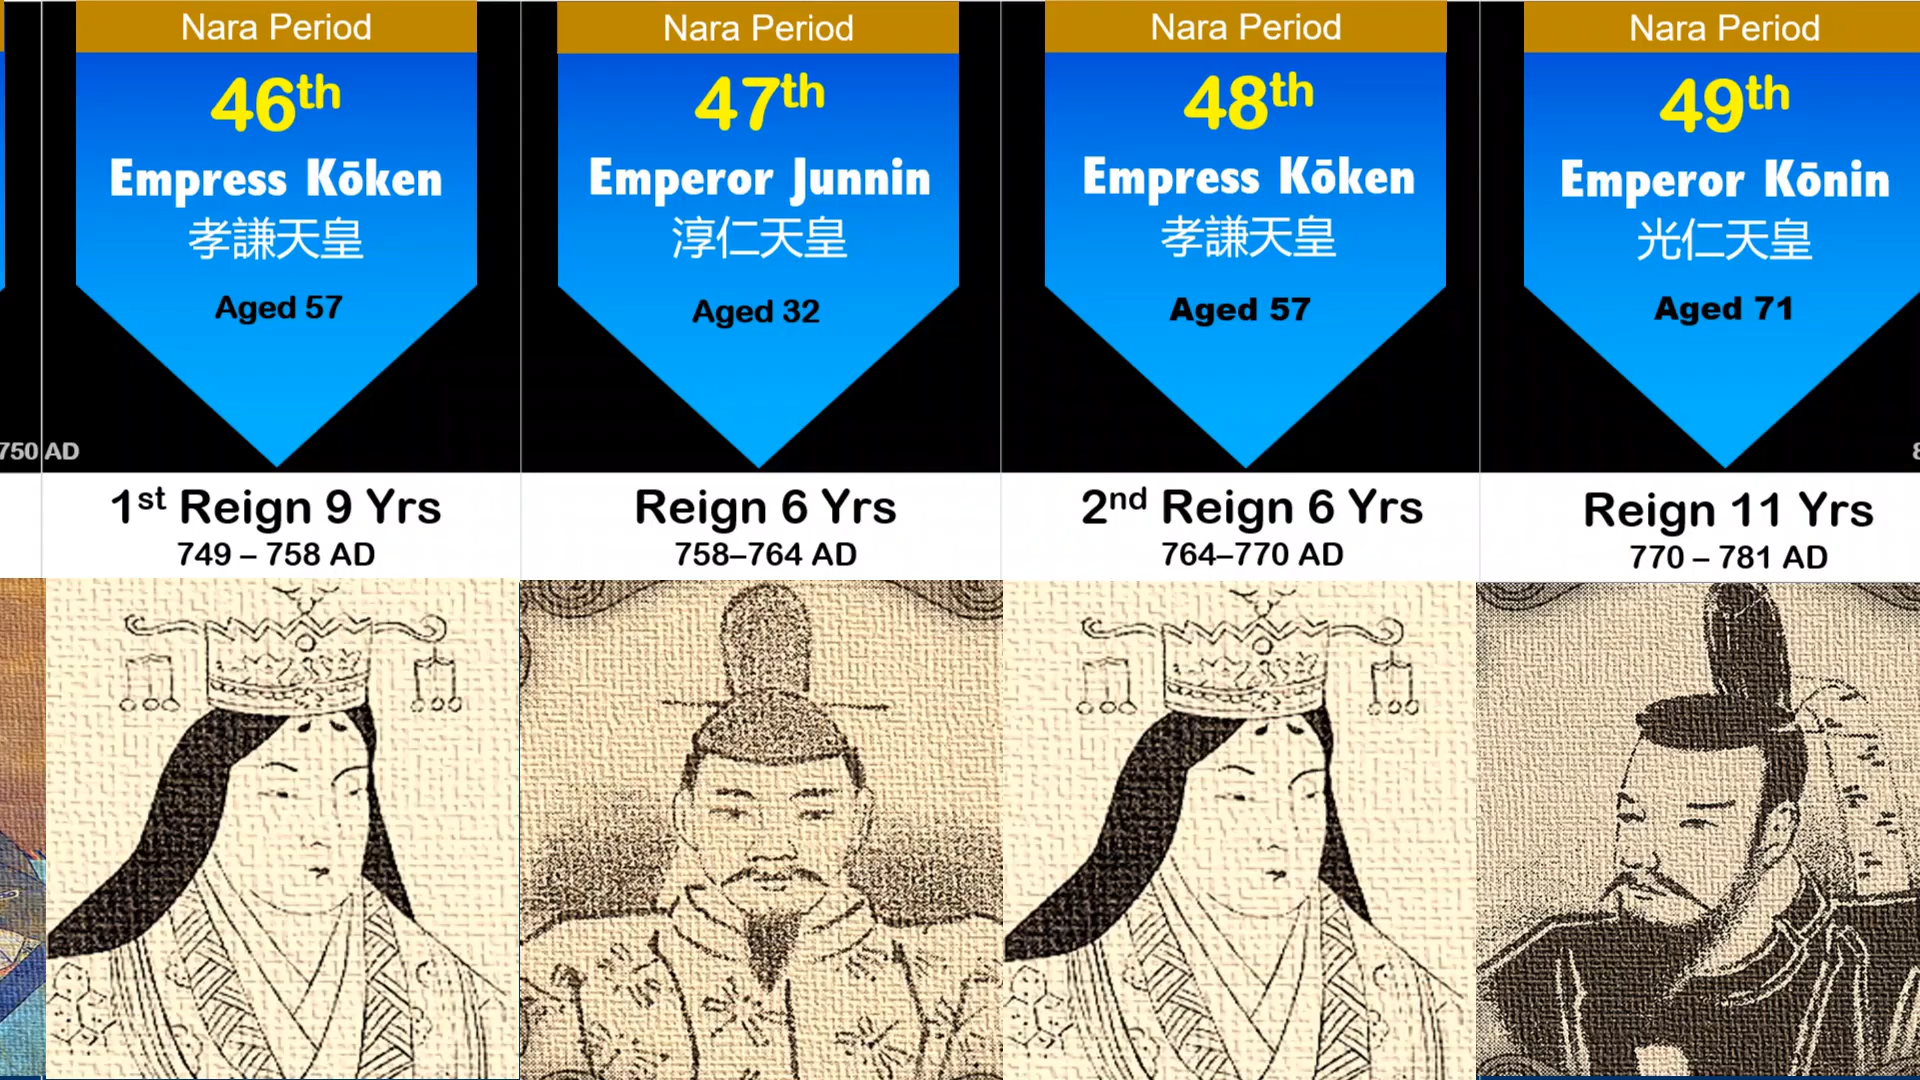 Nara Period
46th
Empress Kōken
孝謙天皇
Aged 57
750 AD
1st Reign 9 Yrs
749 – 758 AD
Nara Period
47th
Emperor Junnin
淳仁天皇
Aged 32
Reign 6 Yrs
758–764 AD
Nara Period
48th
Empress Kōken
孝謙天皇
Aged 57
2nd Reign 6 Yrs
764–770 AD
Nara Period
49th
Emperor Kōnin
光仁天皇
Aged 71
Reign 11 Yrs
770 – 781 AD